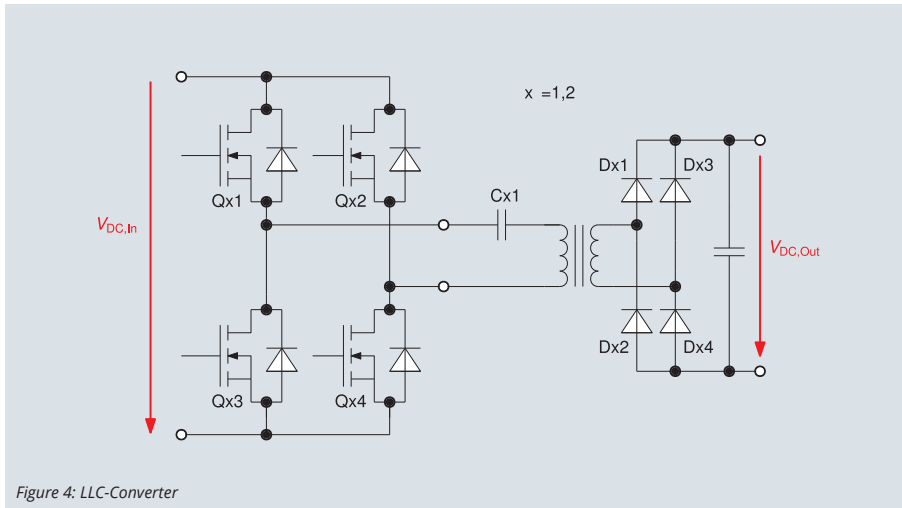 x =1,2
Qx1
Qx2
Cx1
Dx1
Dx3
VDC,In
VDC,Out
Dx2
Dx4
Qx3
Qx4
Figure 4: LLC-Converter